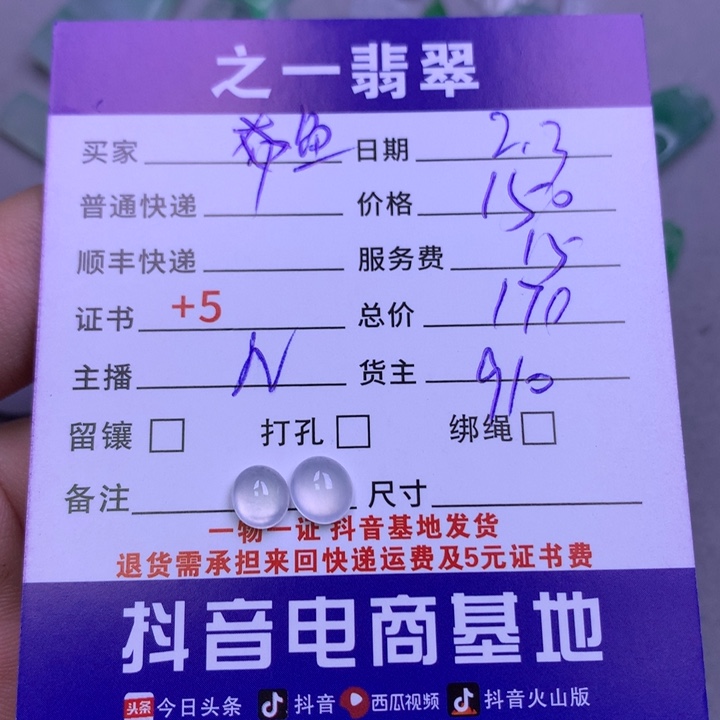 之一翡翠
买家 日期 2.3
普通快递 价格 150
顺丰快递 服务费 15
证书 +5 总价 170
主播 N 货主 910
留镶 □ 打孔 □ 绑绳 □
备注 尺寸
一物一证 抖音基地发货
退货需承担来回快递运费及5元证书费
抖音电商基地
头条 今日头条 抖音 西瓜视频 抖音火山版